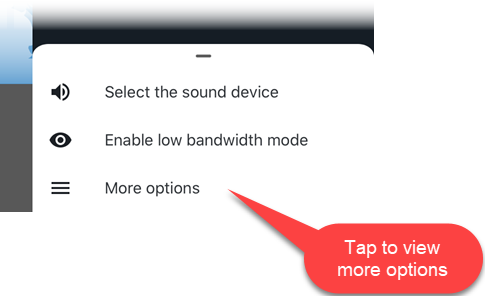 Select the sound device
Enable low bandwidth mode
More options
Tap to view
more options